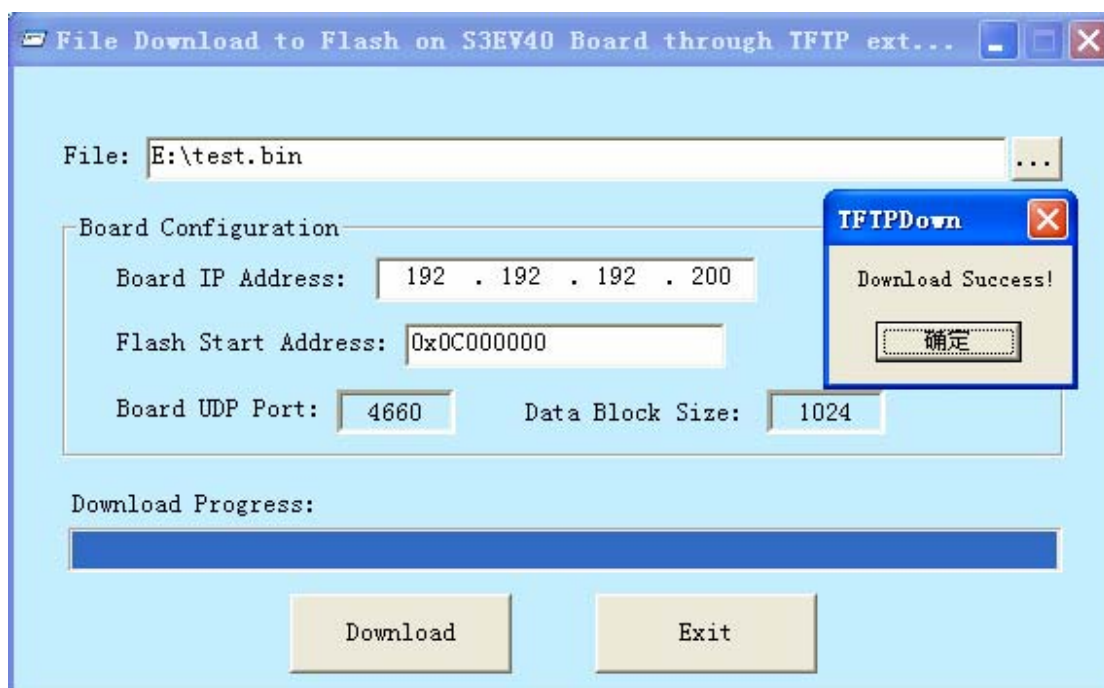 File Download to Flash on S3EV40 Board through TFTP ext...
File: E:\test.bin ...
TFTPDown
Board Configuration
Board IP Address: 192 . 192 . 192 . 200
Download Success!
Flash Start Address: 0x0C000000
确定
Board UDP Port: 4660 Data Block Size: 1024
Download Progress:
Download Exit